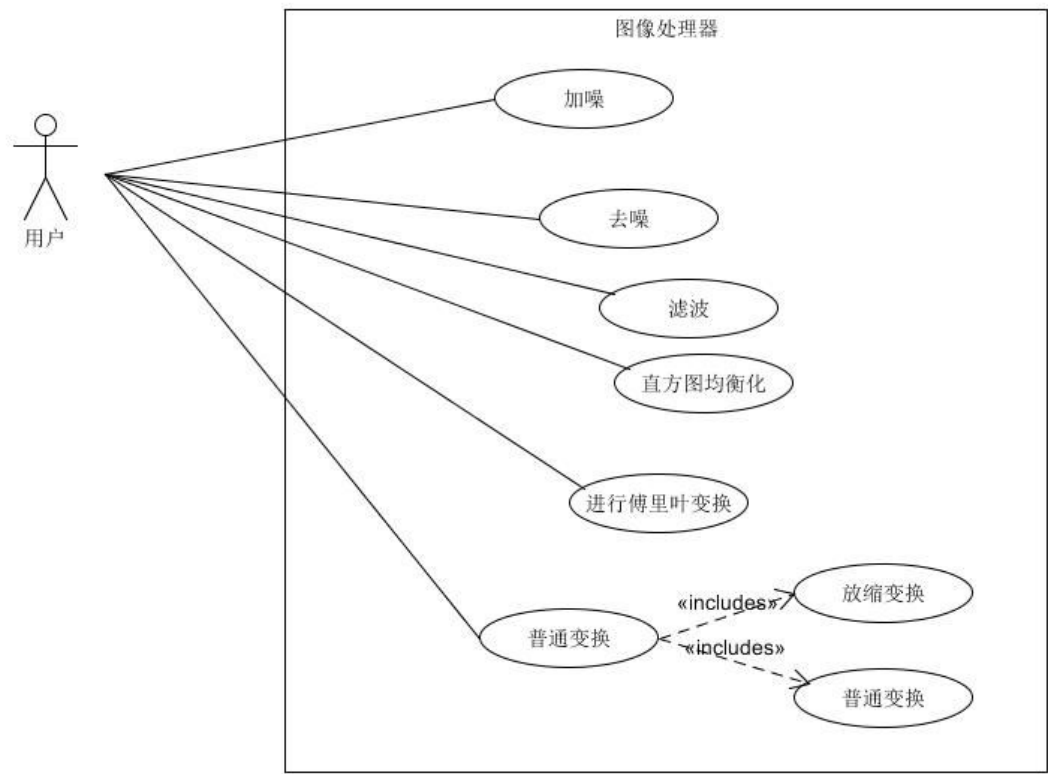 图像处理器
加噪
用户
去噪
滤波
直方图均衡化
进行傅里叶变换
«includes»
放缩变换
普通变换
«includes»
普通变换